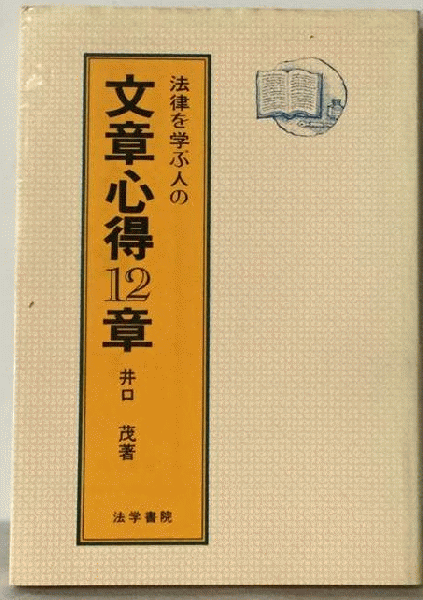 法律を学ぶ人の
文章心得12章
井口 茂著
法学書院